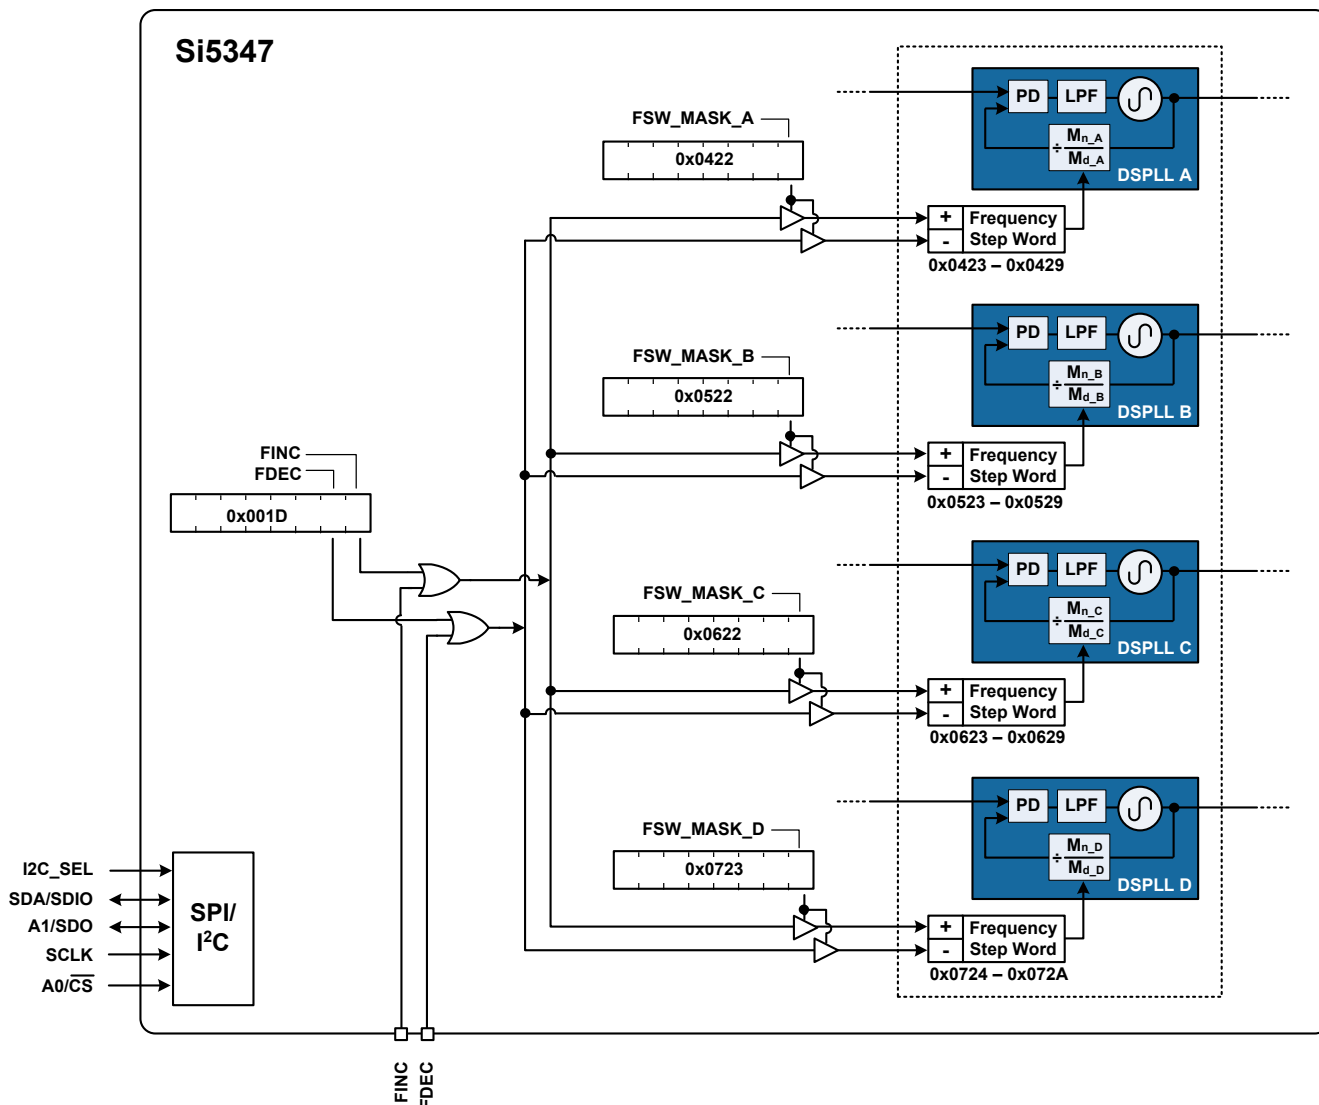 Si5347
FSW_MASK_A
0x0422
PD
LPF
÷
Mn_A
Md_A
DSPLL A
+ Frequency
- Step Word
0x0423 – 0x0429
FSW_MASK_B
0x0522
PD
LPF
÷
Mn_B
Md_B
DSPLL B
+ Frequency
- Step Word
0x0523 – 0x0529
FINC
FDEC
0x001D
FSW_MASK_C
0x0622
PD
LPF
÷
Mn_C
Md_C
DSPLL C
+ Frequency
- Step Word
0x0623 – 0x0629
FSW_MASK_D
0x0723
PD
LPF
÷
Mn_D
Md_D
DSPLL D
+ Frequency
- Step Word
0x0724 – 0x072A
I2C_SEL
SDA/SDIO
A1/SDO
SCLK
A0/CS
SPI/
I²C
FINC
FDEC